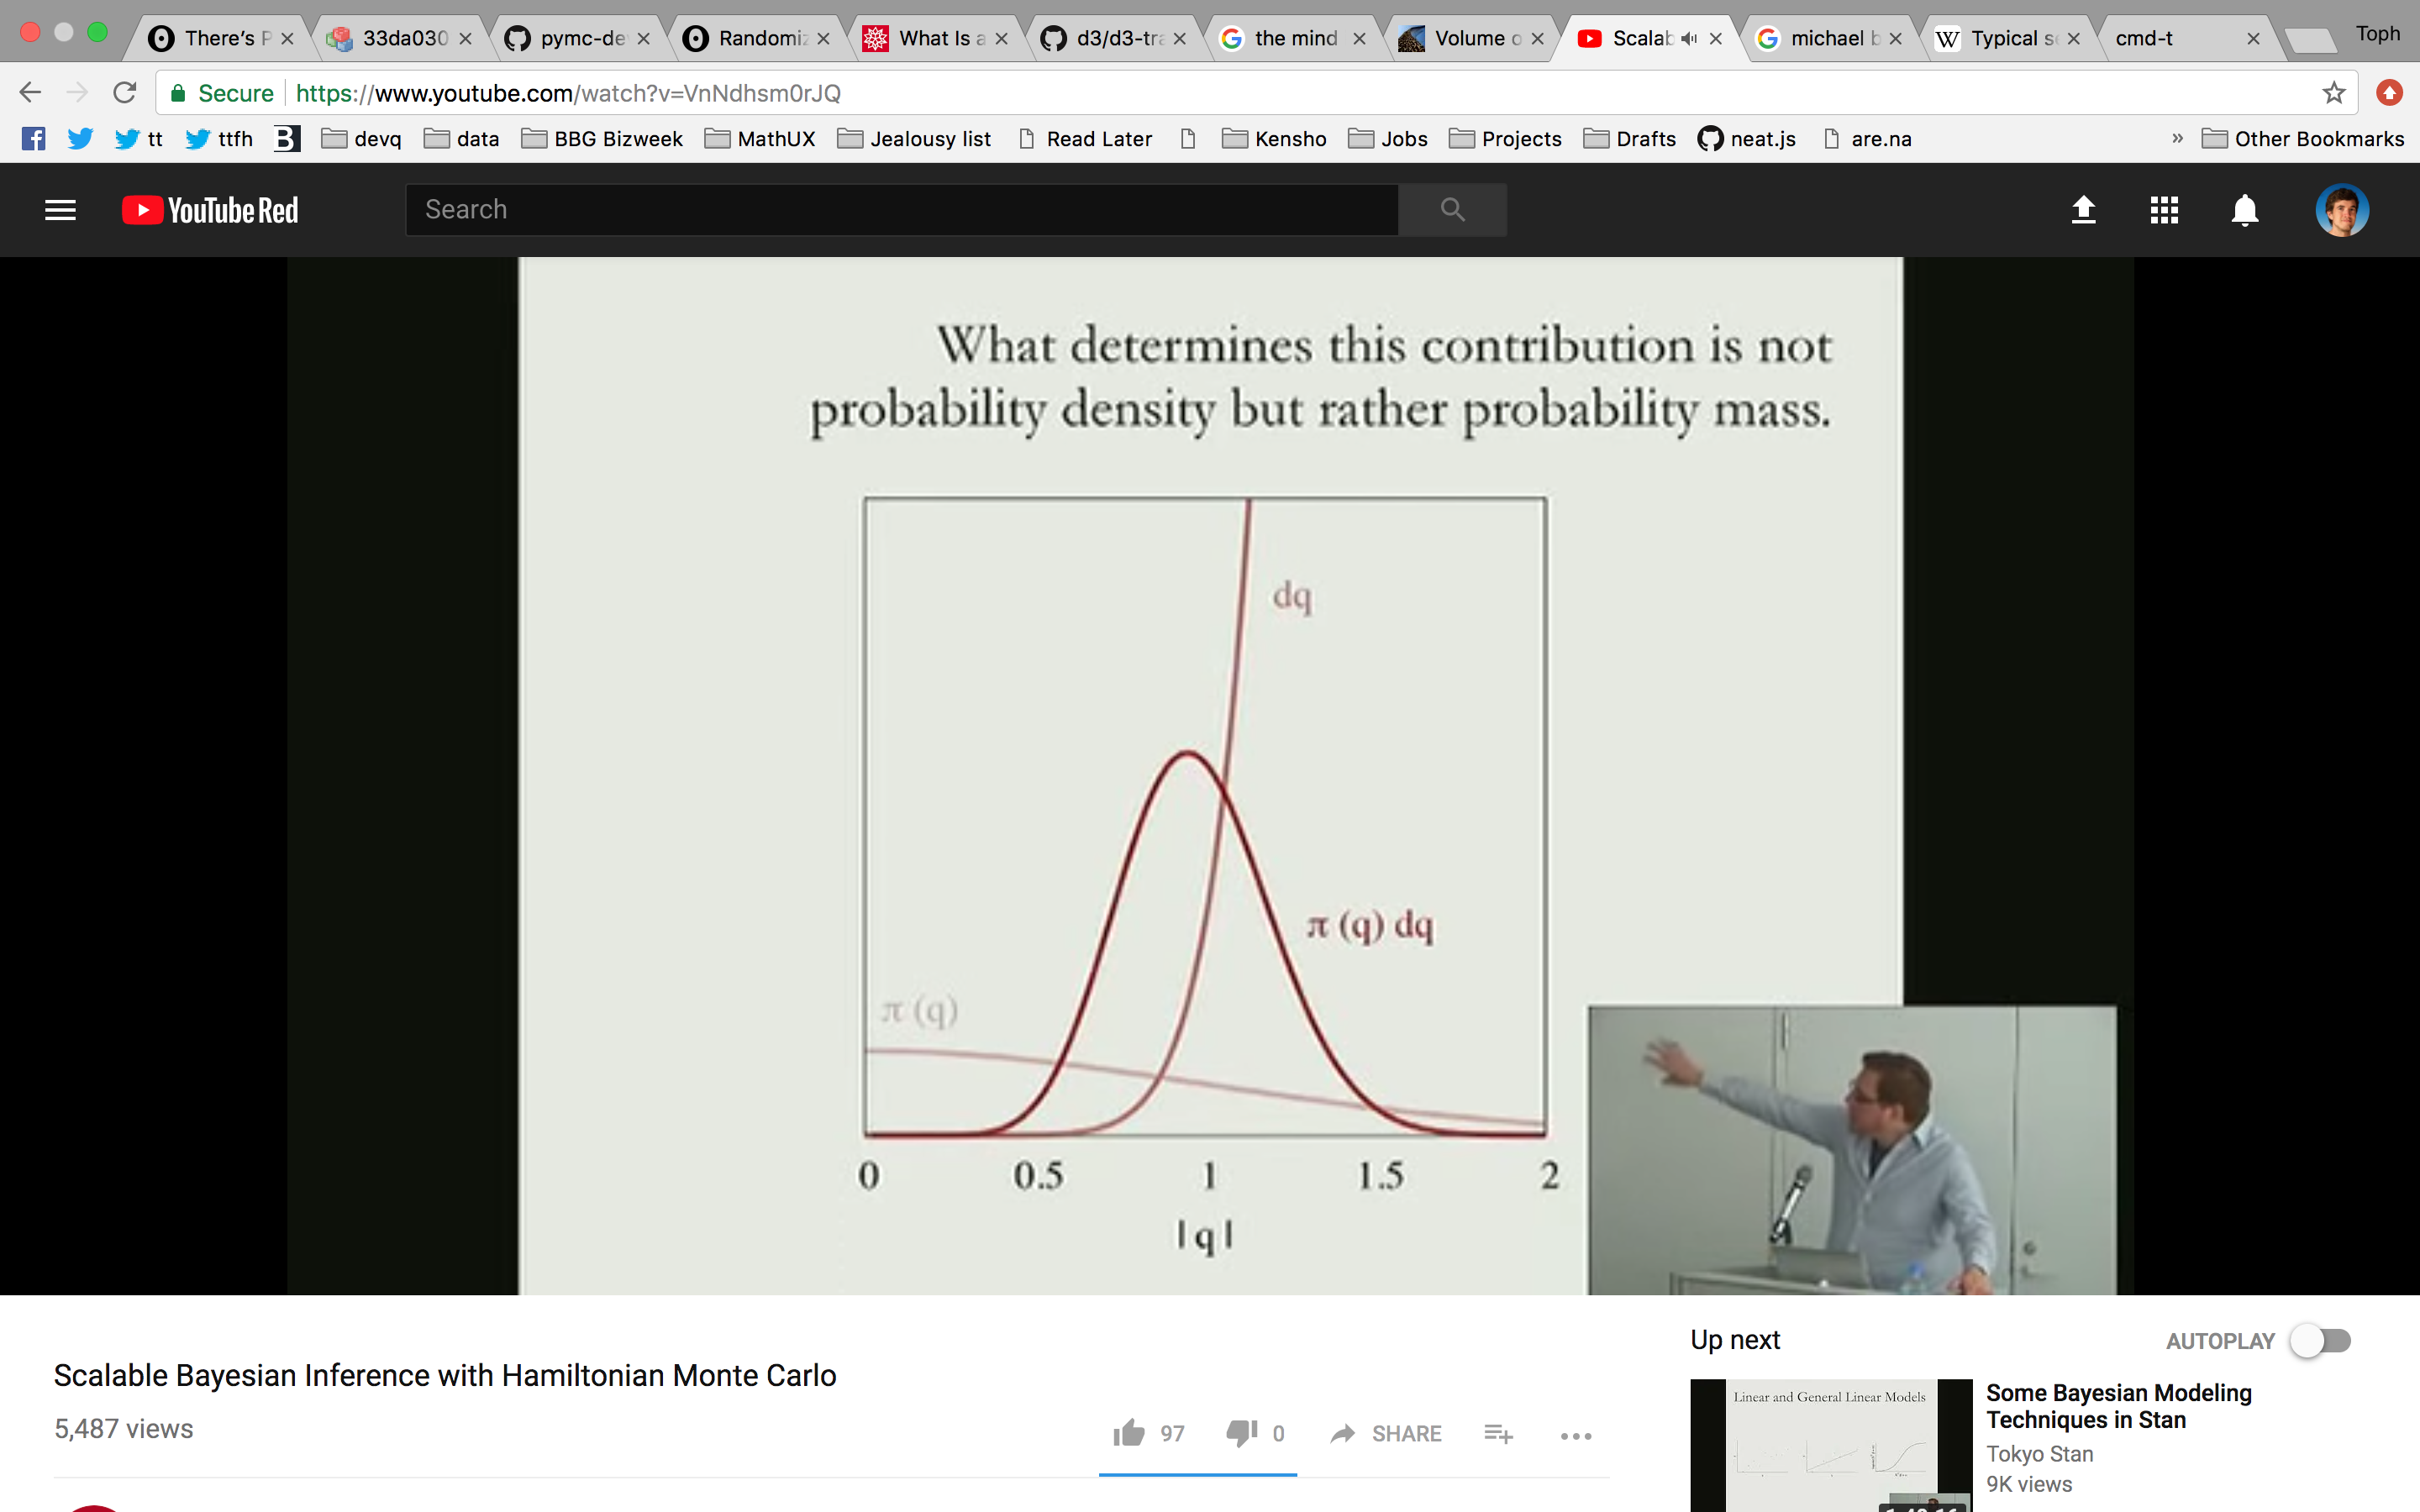 There's P
33da030
pymc-de
Randomiz
What Is a
d3/d3-tra
the mind
Volume o
Scalab
michael b
Typical s
cmd-t
Toph
Secure https://www.youtube.com/watch?v=VnNdhsm0rJQ
tt ttfh B devq data BBG Bizweek MathUX Jealousy list Read Later Kensho Jobs Projects Drafts neat.js are.na » Other Bookmarks
YouTube Red
Search
What determines this contribution is not
probability density but rather probability mass.
dq
π (q) dq
π (q)
0 0.5 1 1.5 2
| q |
Scalable Bayesian Inference with Hamiltonian Monte Carlo
5,487 views
97 0 SHARE
Up next AUTOPLAY
Linear and General Linear Models
Some Bayesian Modeling
Techniques in Stan
Tokyo Stan
9K views